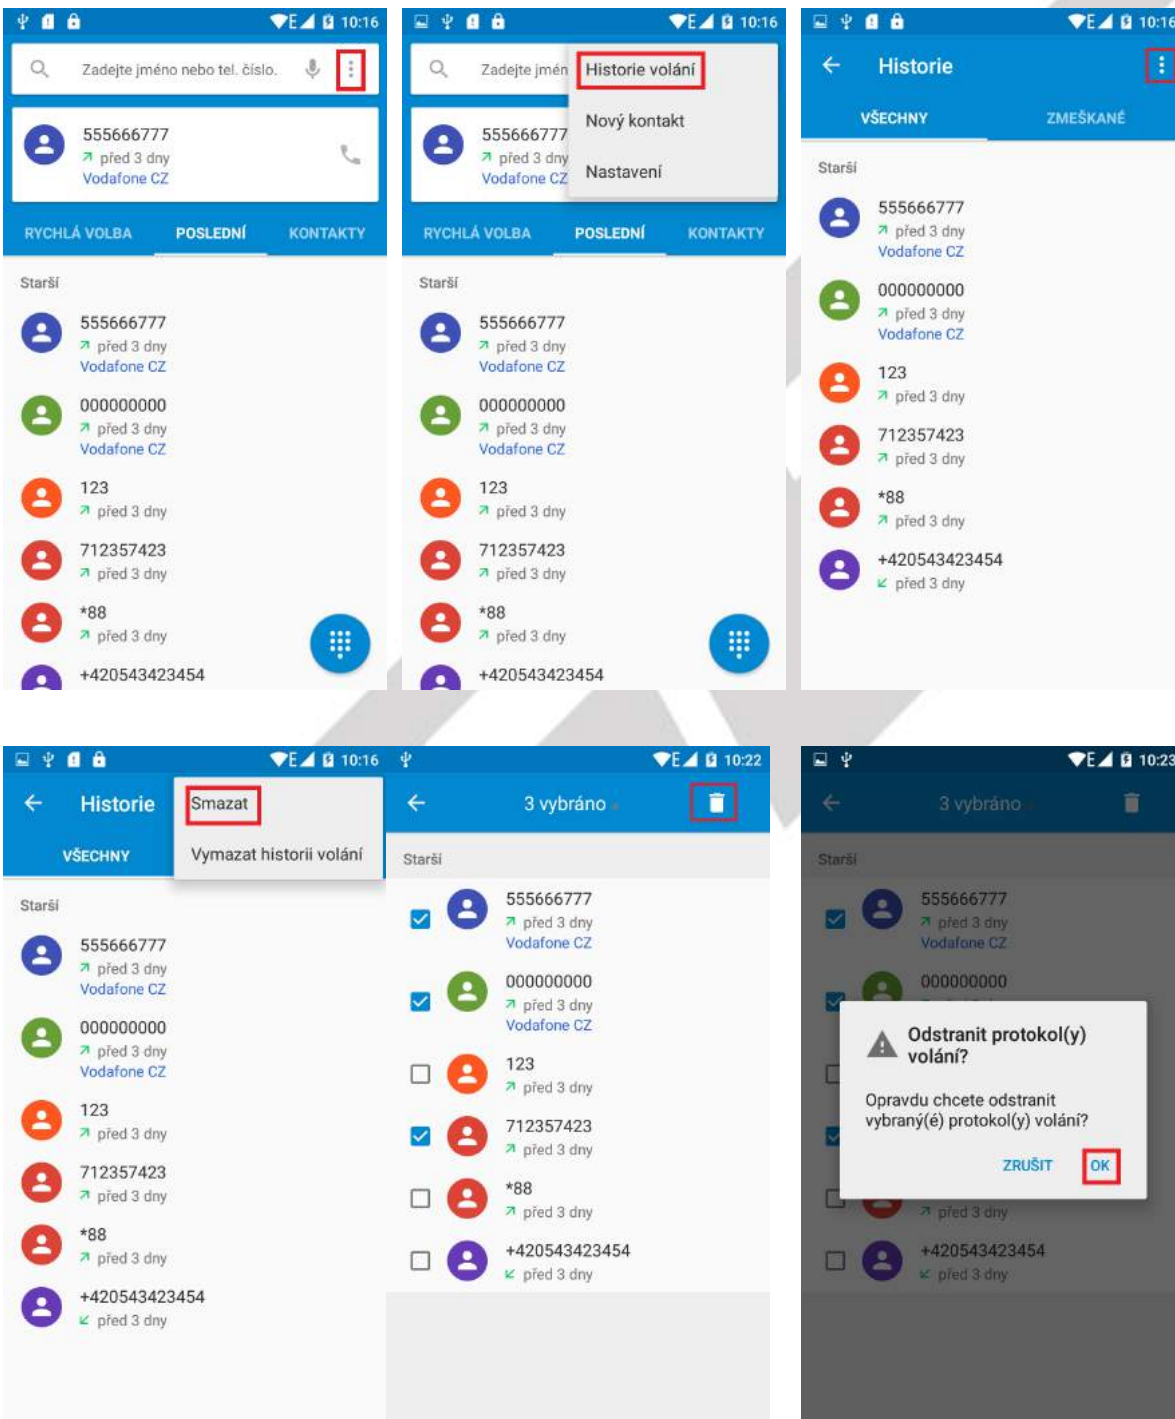 10:16
Zadejte jméno nebo tel. číslo.
555666777
před 3 dny
Vodafone CZ
RYCHLÁ VOLBA POSLEDNÍ KONTAKTY
Starší
555666777
před 3 dny
Vodafone CZ
000000000
před 3 dny
Vodafone CZ
123
před 3 dny
712357423
před 3 dny
*88
před 3 dny
+420543423454
E 10:16
Zadejte jmén
Historie volání
Nový kontakt
Nastavení
555666777
před 3 dny
Vodafone CZ
RYCHLÁ VOLBA POSLEDNÍ KONTAKTY
Starší
555666777
před 3 dny
Vodafone CZ
000000000
před 3 dny
Vodafone CZ
123
před 3 dny
712357423
před 3 dny
*88
před 3 dny
+420543423454
E 10:16
Historie
VŠECHNY ZMEŠKANÉ
Starší
555666777
před 3 dny
Vodafone CZ
000000000
před 3 dny
Vodafone CZ
123
před 3 dny
712357423
před 3 dny
*88
před 3 dny
+420543423454
před 3 dny
E 10:16
Historie
Smazat
Vymazat historii volání
VŠECHNY
Starší
555666777
před 3 dny
Vodafone CZ
000000000
před 3 dny
Vodafone CZ
123
před 3 dny
712357423
před 3 dny
*88
před 3 dny
+420543423454
před 3 dny
E 10:22
3 vybráno
Starší
555666777
před 3 dny
Vodafone CZ
000000000
před 3 dny
Vodafone CZ
123
před 3 dny
712357423
před 3 dny
*88
před 3 dny
+420543423454
před 3 dny
E 10:23
3 vybráno
Starší
555666777
před 3 dny
Vodafone CZ
000000000
Odstranit protokol(y)
volání?
Opravdu chcete odstranit
vybraný(é) protokol(y) volání?
ZRUŠIT OK
před 3 dny
+420543423454
před 3 dny